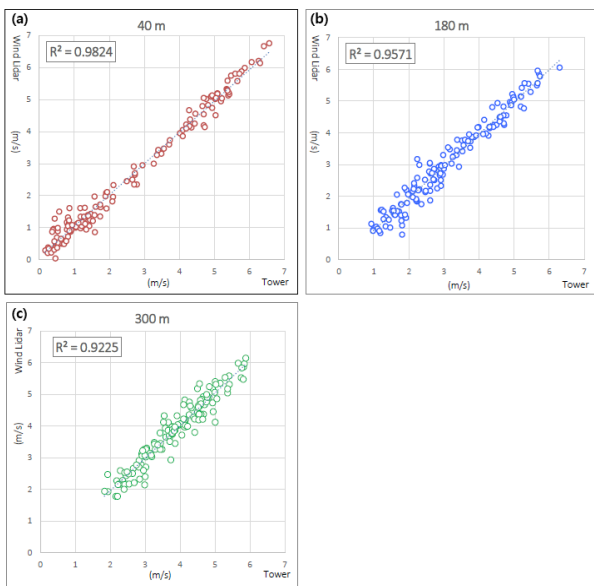 (a)
40 m
R² = 0.9824
Wind Lidar
(m/s)
7
6
5
4
3
2
1
0
0 1 2 3 4 5 6 7
(m/s)
Tower
(b)
180 m
R² = 0.9571
Wind Lidar
(m/s)
7
6
5
4
3
2
1
0
0 1 2 3 4 5 6 7
(m/s)
Tower
(c)
300 m
R² = 0.9225
Wind Lidar
(m/s)
7
6
5
4
3
2
1
0
0 1 2 3 4 5 6 7
(m/s)
Tower